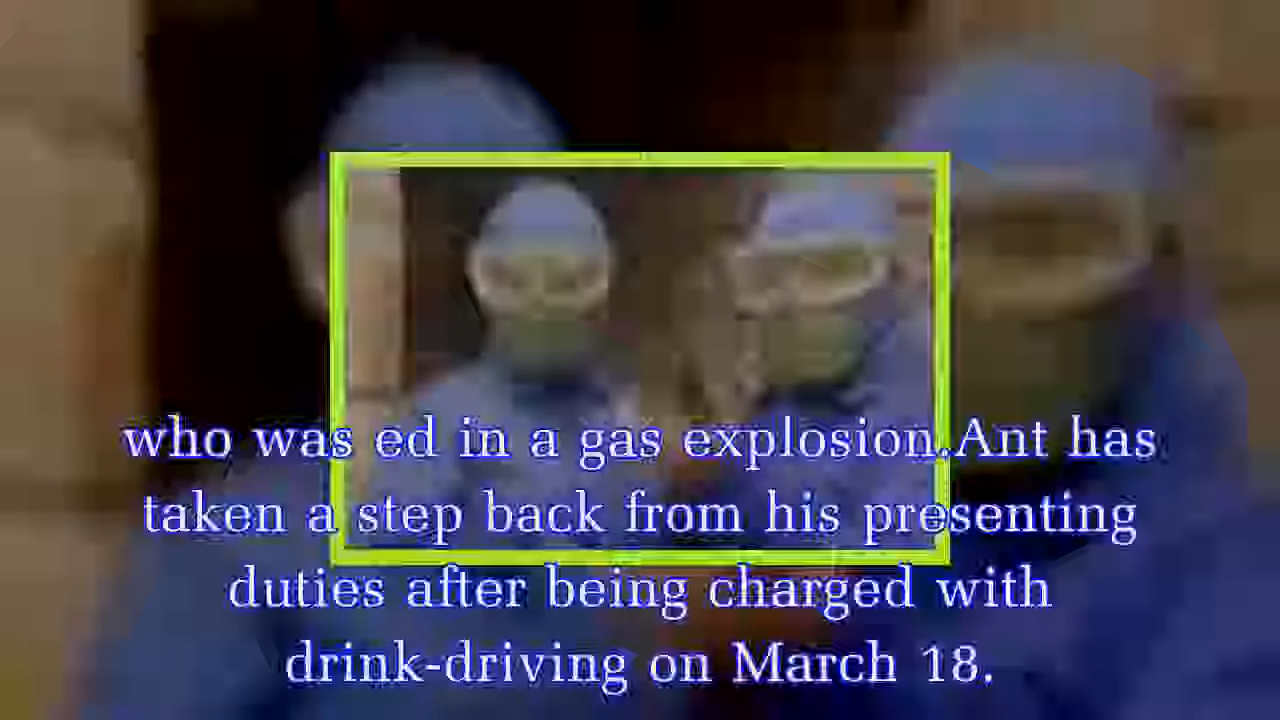 who was ed in a gas explosion.Ant has
taken a step back from his presenting
duties after being charged with
drink-driving on March 18.